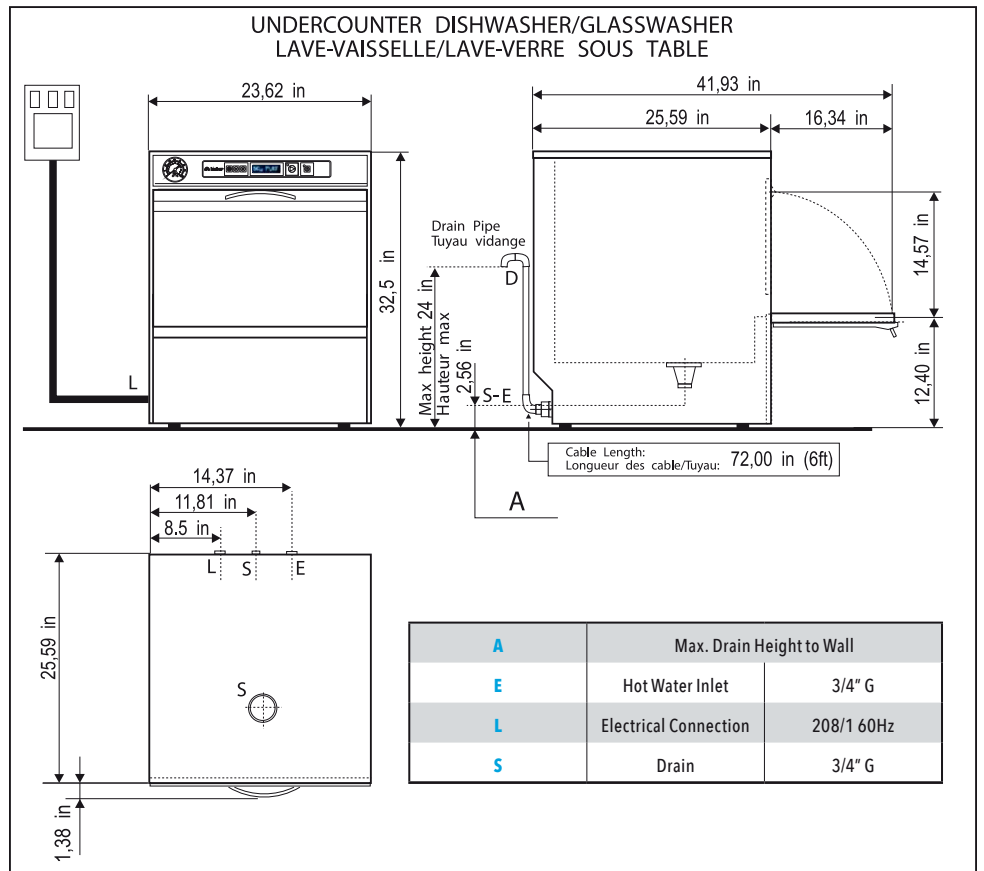 UNDERCOUNTER DISHWASHER/GLASSWASHER
LAVE-VAISSELLE/LAVE-VERRE SOUS TABLE
23,62 in
41,93 in
25,59 in
16,34 in
Drain Pipe
Tuyau vidange
D
32,5 in
Max height 24 in
Hauteur max
2,56 in
14,57 in
12,40 in
L
S-E
Cable Length:
Longueur des cable/Tuyau:
72,00 in (6ft)
A
14,37 in
11,81 in
8.5 in
L S E
25,59 in
S
1,38 in
A Max. Drain Height to Wall
E Hot Water Inlet 3/4" G
L Electrical Connection 208/1 60Hz
S Drain 3/4" G